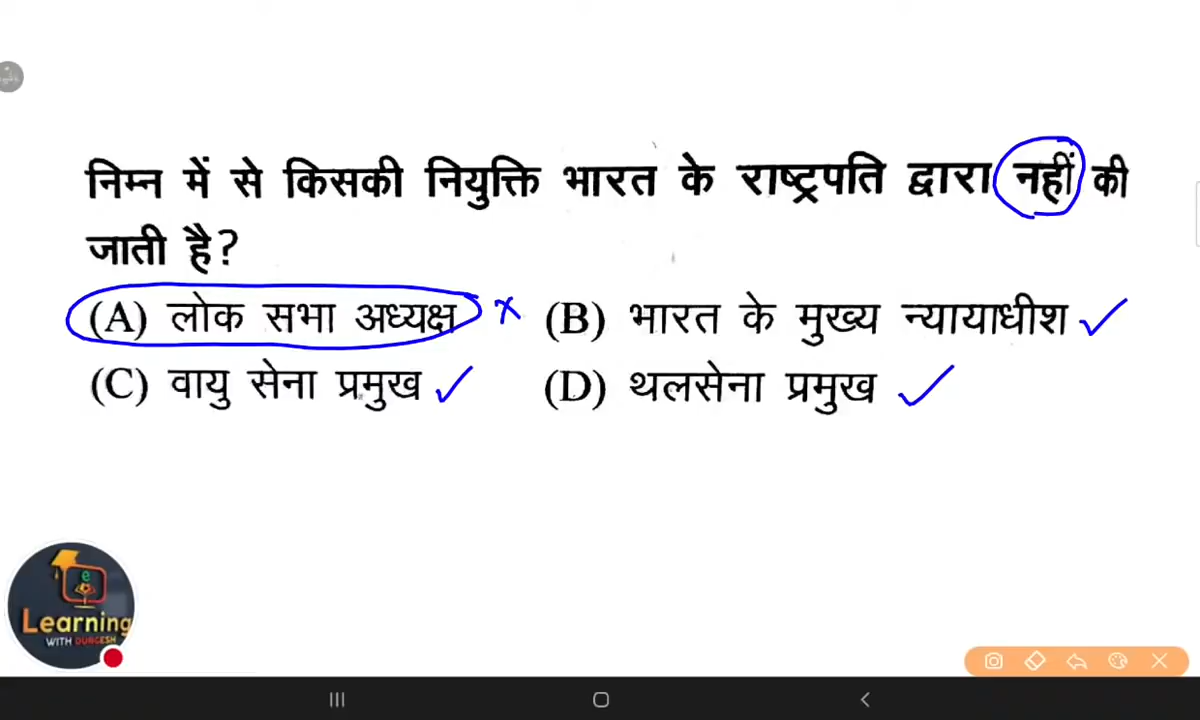 निम्न में से किसकी नियुक्ति भारत के राष्ट्रपति द्वारा नहीं की
जाती है?
(A) लोक सभा अध्यक्ष (B) भारत के मुख्य न्यायाधीश
(C) वायु सेना प्रमुख (D) थलसेना प्रमुख
e
Learning
WITH DURGESH